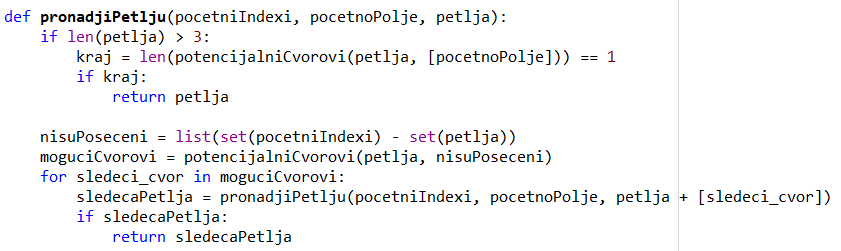 def pronadjiPetlju(pocetniIndexi, pocetnoPolje, petlja):
    if len(petlja) > 3:
        kraj = len(potencijalniCvorovi(petlja, [pocetnoPolje])) == 1
        if kraj:
            return petlja

    nisuPoseceni = list(set(pocetniIndexi) - set(petlja))
    moguciCvorovi = potencijalniCvorovi(petlja, nisuPoseceni)
    for sledeci_cvor in moguciCvorovi:
        sledecaPetlja = pronadjiPetlju(pocetniIndexi, pocetnoPolje, petlja + [sledeci_cvor])
        if sledecaPetlja:
            return sledecaPetlja